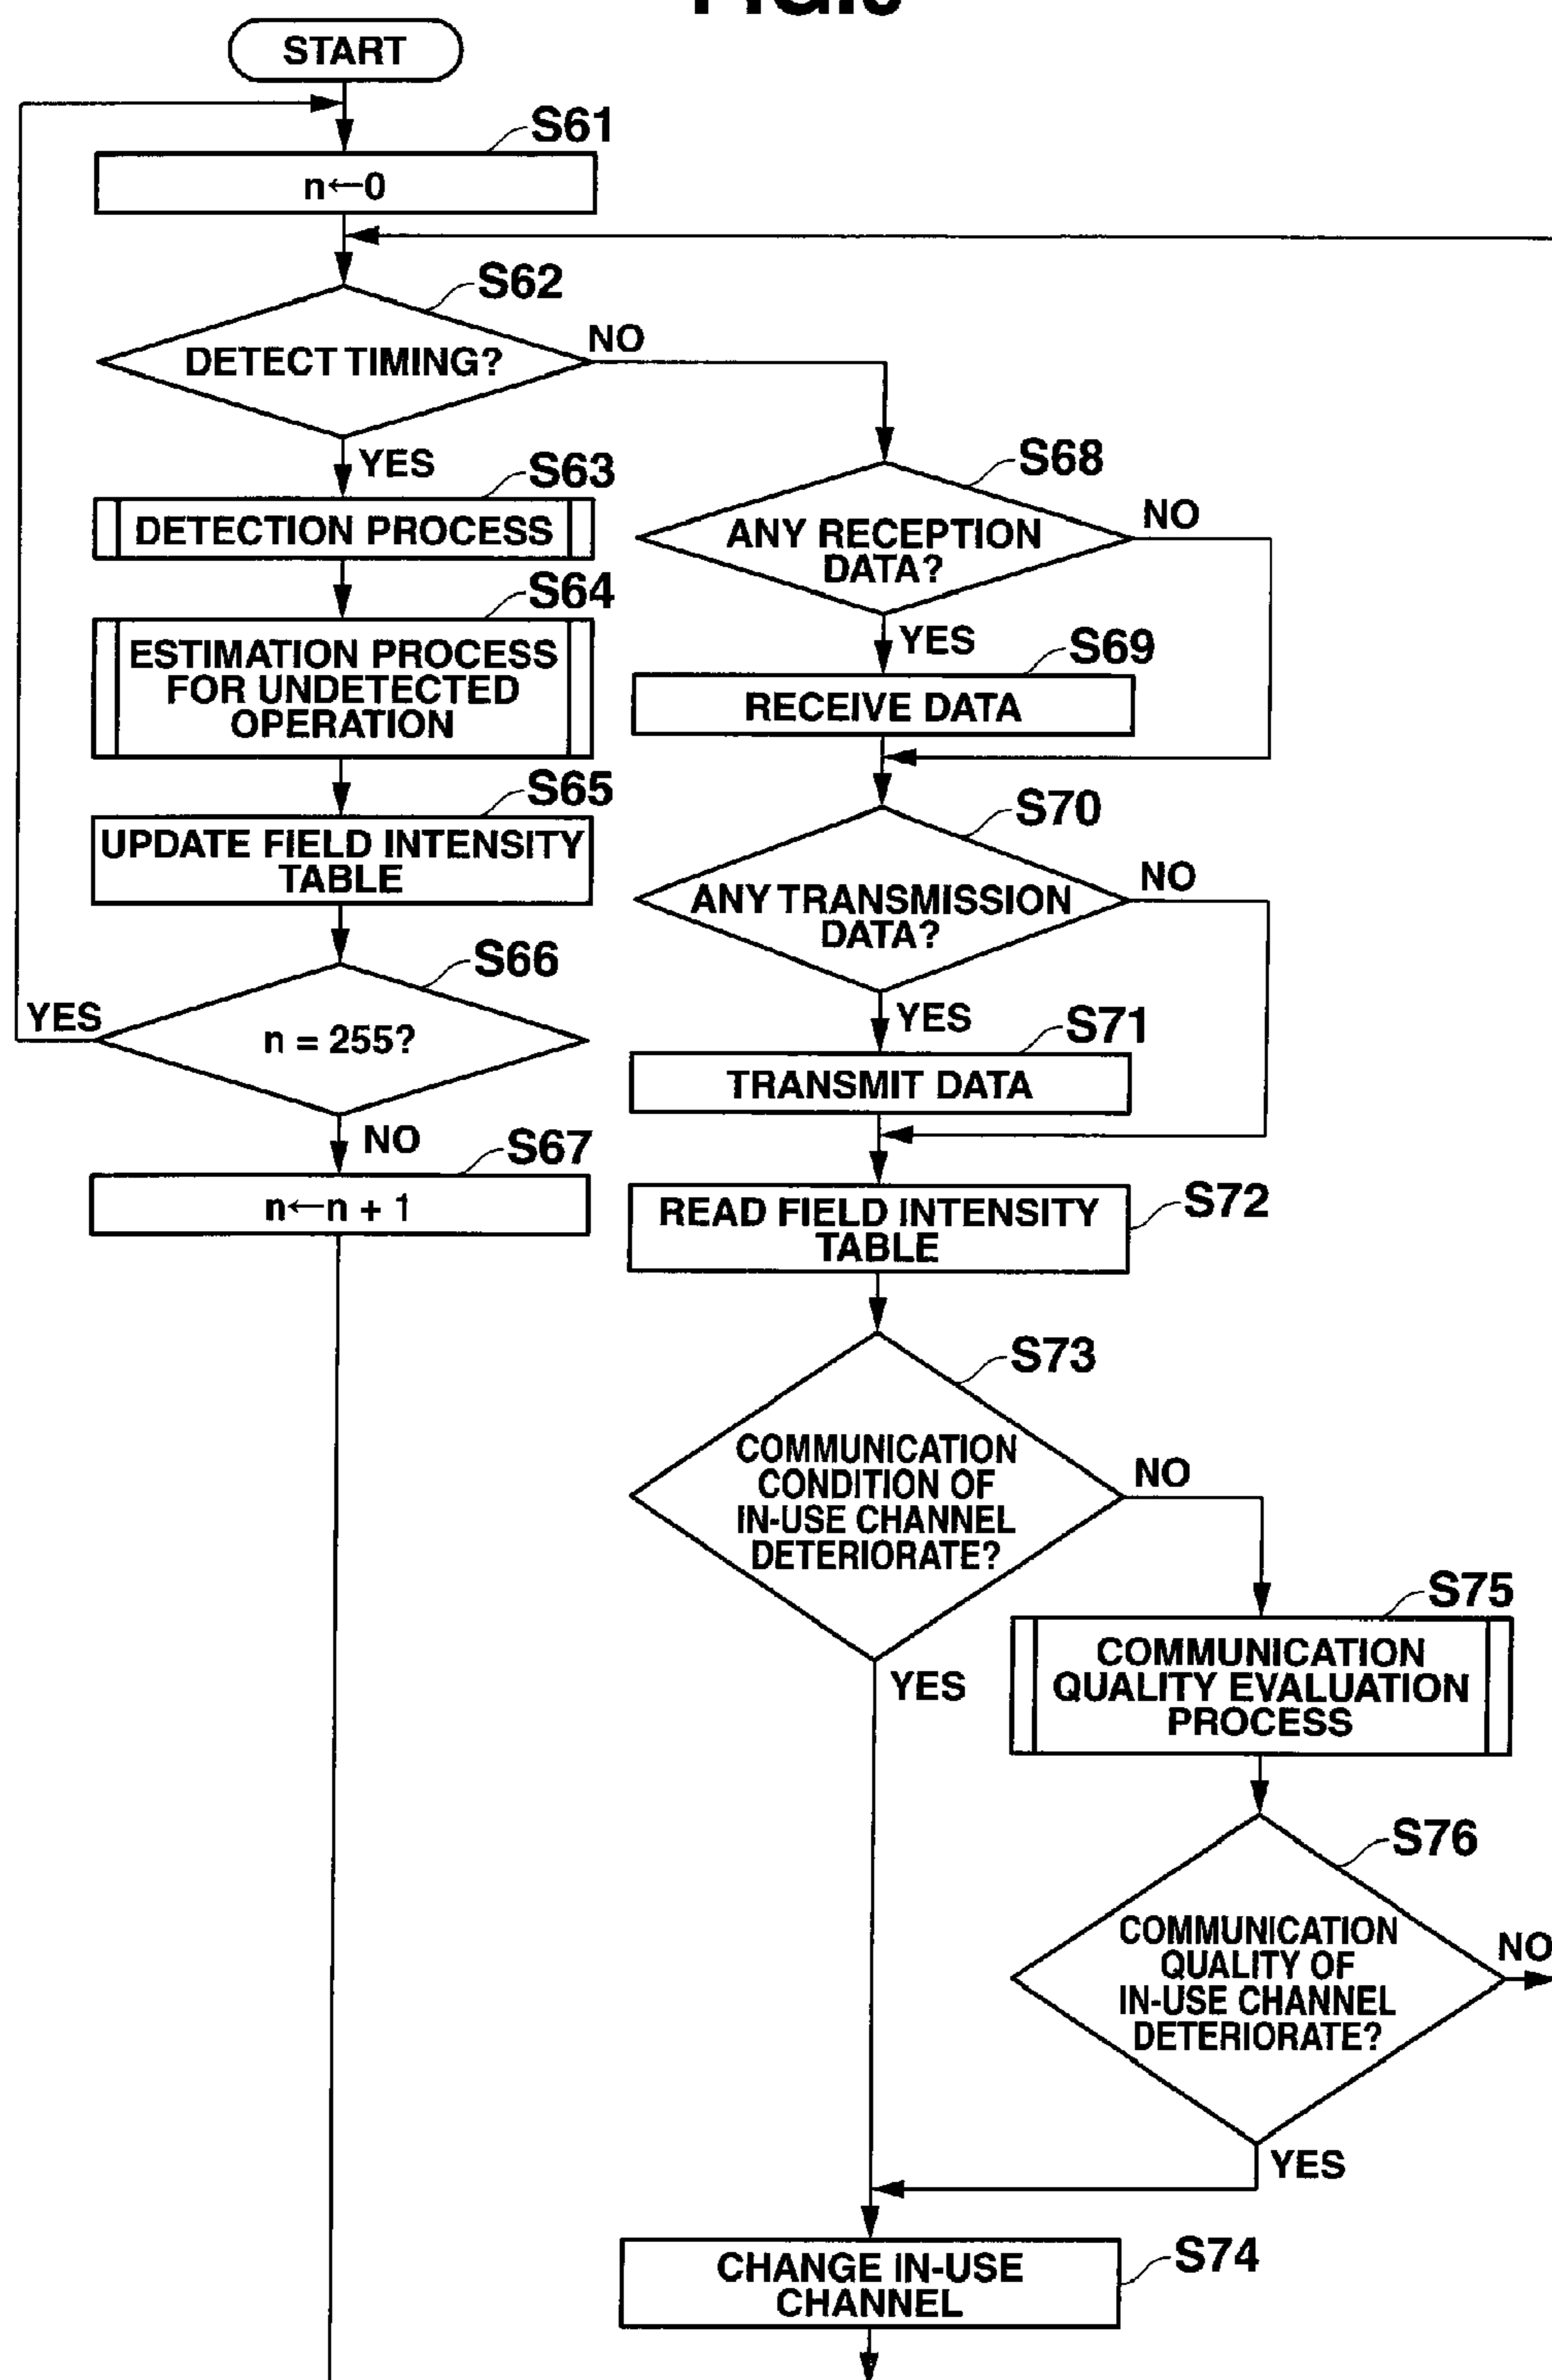 START
S61
n←0
S62
DETECT TIMING?
NO
YES
S63
DETECTION PROCESS
S64
ESTIMATION PROCESS
FOR UNDETECTED
OPERATION
S65
UPDATE FIELD INTENSITY
TABLE
S66
YES
n = 255?
NO
S67
n←n + 1
S68
ANY RECEPTION
DATA?
NO
YES
S69
RECEIVE DATA
S70
ANY TRANSMISSION
DATA?
NO
YES
S71
TRANSMIT DATA
S72
READ FIELD INTENSITY
TABLE
S73
COMMUNICATION
CONDITION OF
IN-USE CHANNEL
DETERIORATE?
NO
YES
S75
COMMUNICATION
QUALITY EVALUATION
PROCESS
S76
COMMUNICATION
QUALITY OF
IN-USE CHANNEL
DETERIORATE?
NO
YES
S74
CHANGE IN-USE
CHANNEL